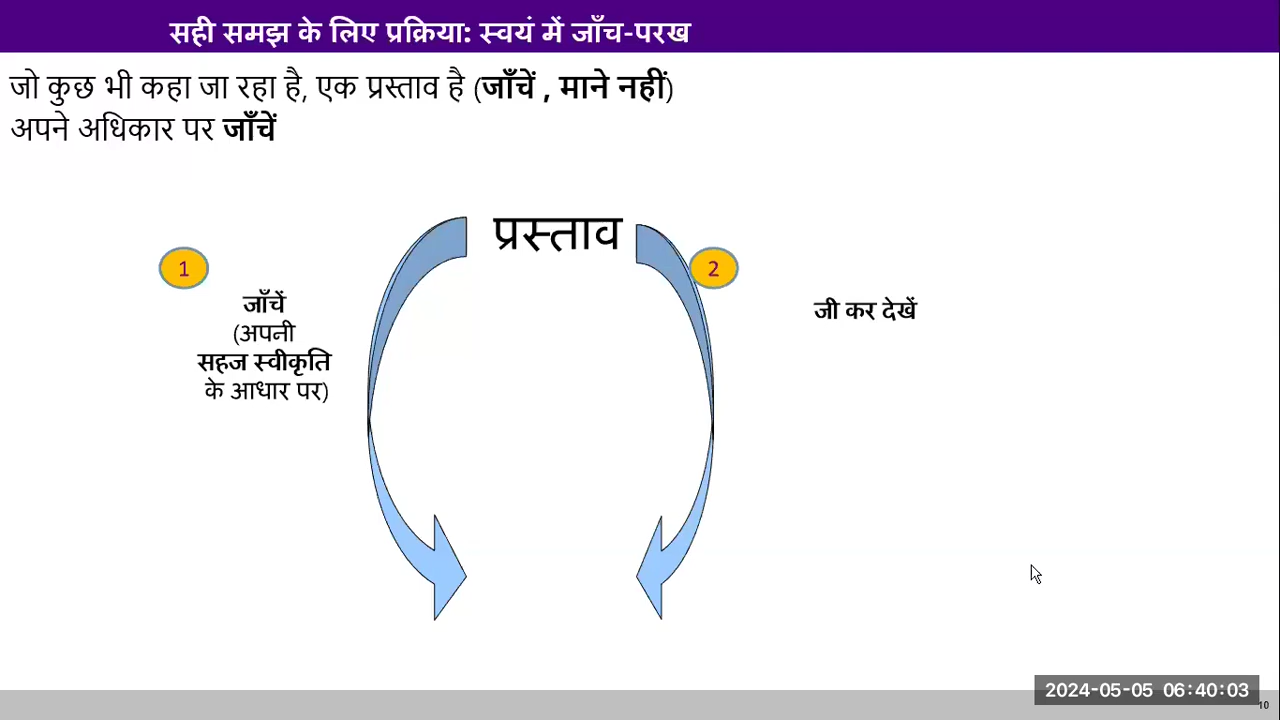 सही समझ के लिए प्रक्रिया: स्वयं में जाँच-परख
जो कुछ भी कहा जा रहा है, एक प्रस्ताव है (जाँचें , माने नहीं)
अपने अधिकार पर जाँचें
प्रस्ताव
1
जाँचें
(अपनी
सहज स्वीकृति
के आधार पर)
2
जी कर देखें
2024-05-05 06:40:03
10